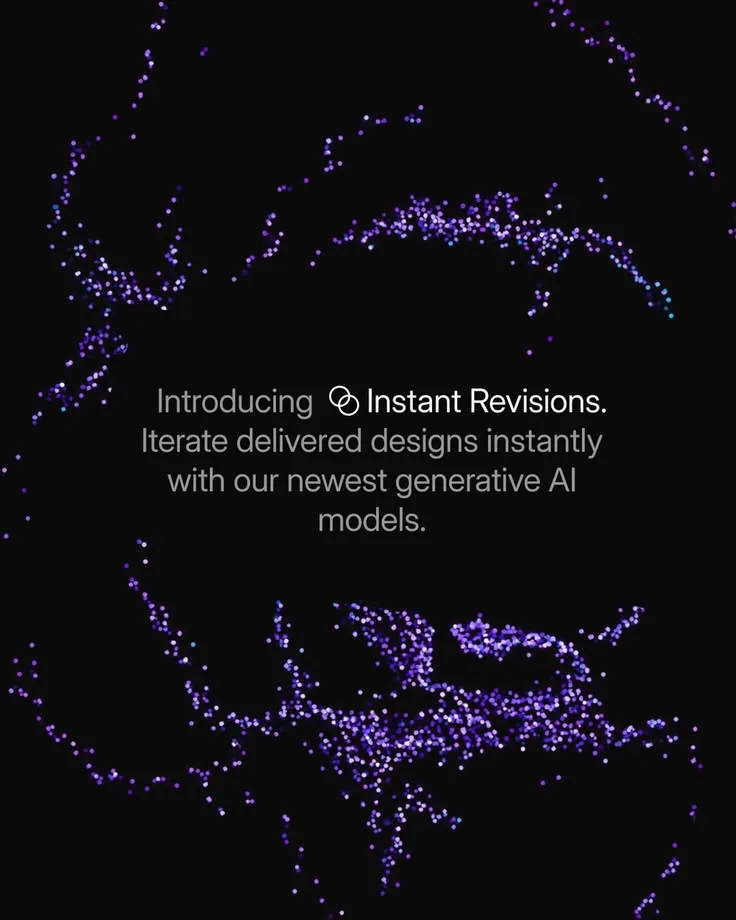 Introducing Instant Revisions.
Iterate delivered designs instantly
with our newest generative AI
models.